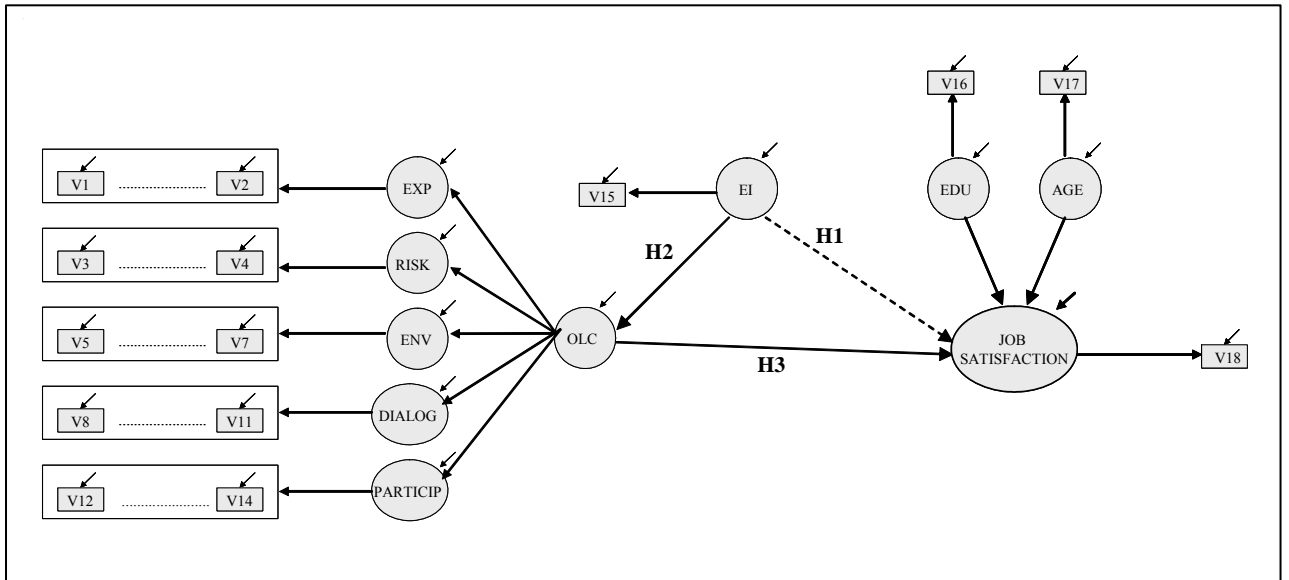 V16
V17
V1 .................... V2
EXP
V15
EI
EDU
AGE
H1
H2
V3 .................... V4
RISK
V5 .................... V7
ENV
OLC
JOB
SATISFACTION
V18
H3
V8 .................... V11
DIALOG
V12 .................... V14
PARTICIP